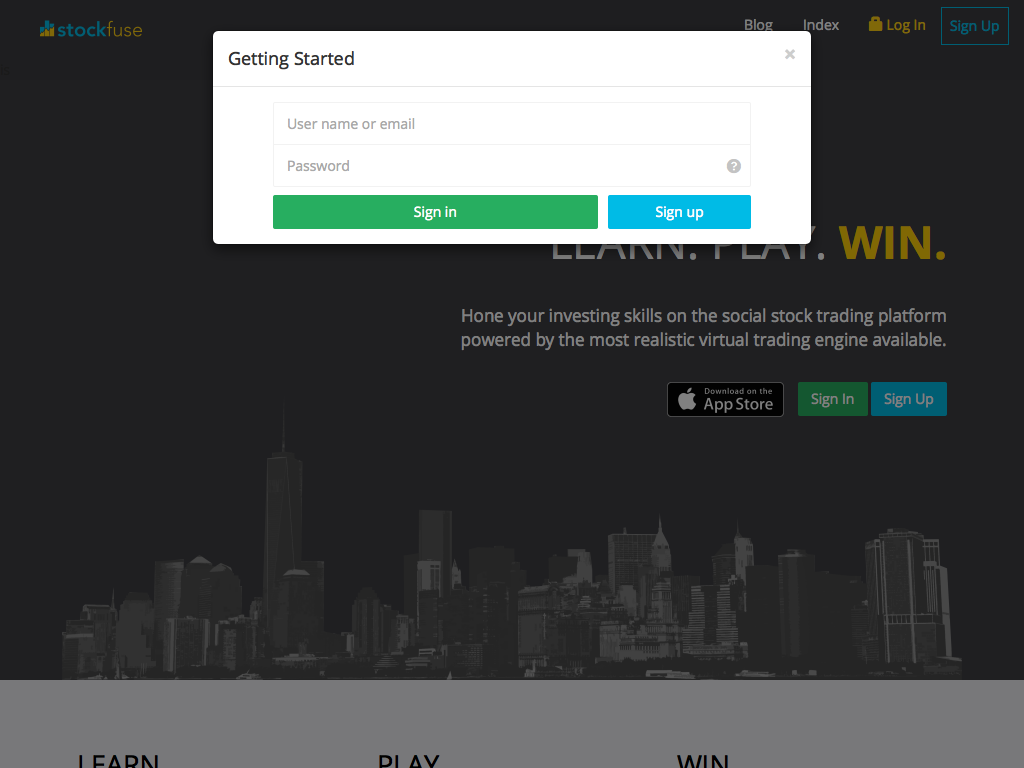 stockfuse
Blog
Index
Log In
Sign Up
Getting Started
×
User name or email
Password
?
Sign in
Sign up
LEARN. PLAY. WIN.
Hone your investing skills on the social stock trading platform
powered by the most realistic virtual trading engine available.
Download on the
App Store
Sign In
Sign Up
LEARN
PLAY
WIN